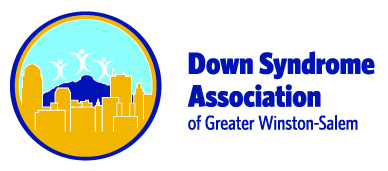 Down Syndrome
Association
of Greater Winston-Salem